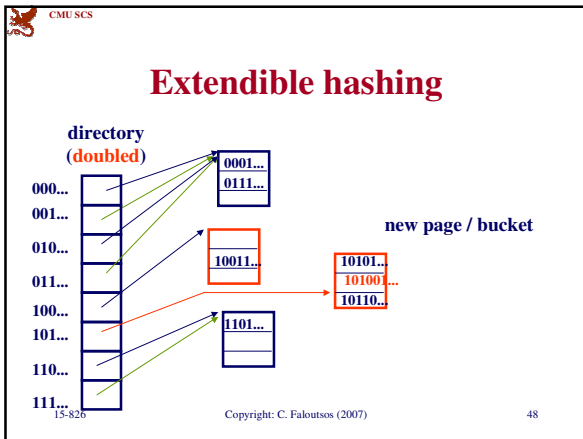 CMU SCS
Extendible hashing
directory
(doubled)
000...
001...
010...
011...
100...
101...
110...
111...
0001...
0111...
10011...
1101...
new page / bucket
10101...
101001...
10110...
15-826
Copyright: C. Faloutsos (2007)
48